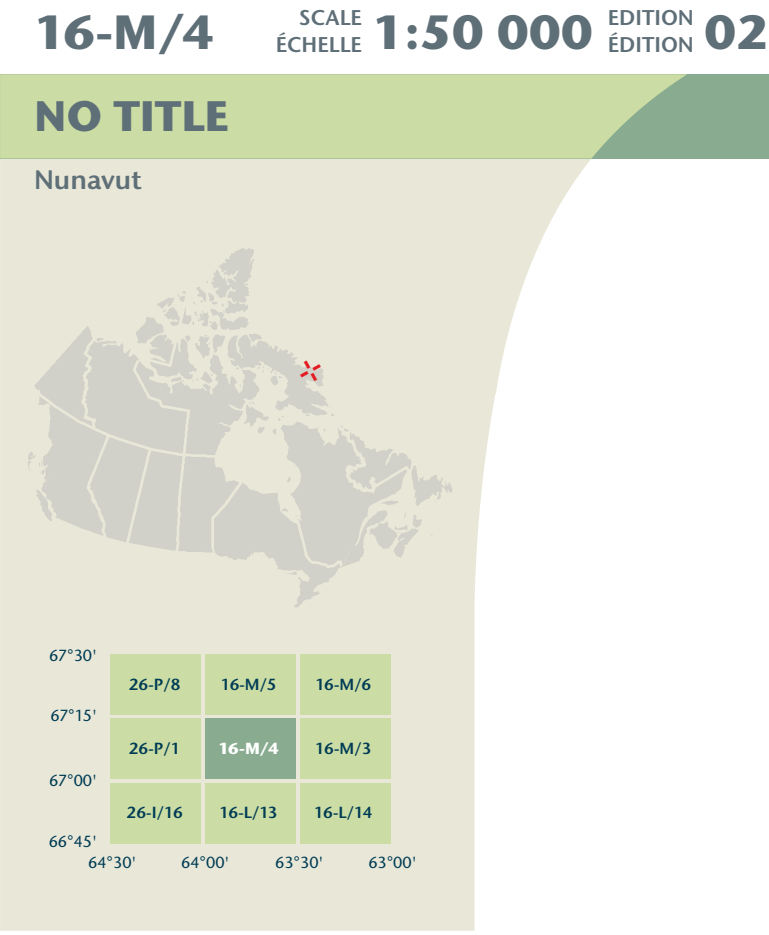 16-M/4 SCALE ÉCHELLE 1:50 000 EDITION ÉDITION 02
NO TITLE
Nunavut
67°30'
26-P/8 16-M/5 16-M/6
67°15'
26-P/1 16-M/4 16-M/3
67°00'
26-I/16 16-L/13 16-L/14
66°45'
64°30' 64°00' 63°30' 63°00'